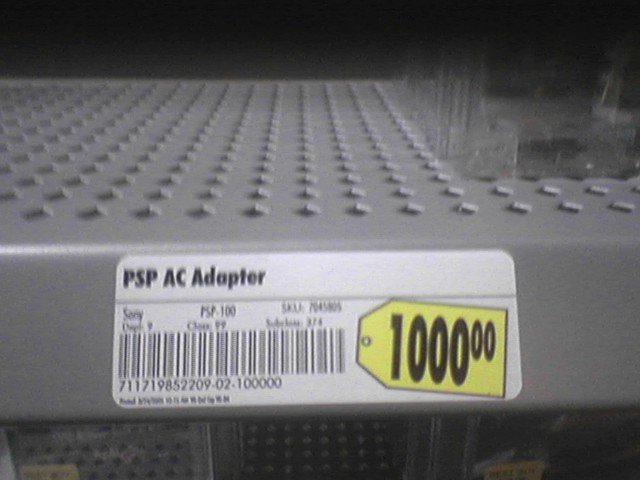 PSP AC Adapter
Sony PSP-100 SKU: 7045805
Dept: 9 Class: 99 Subclass: 374
1000 00
711719852209-02-100000